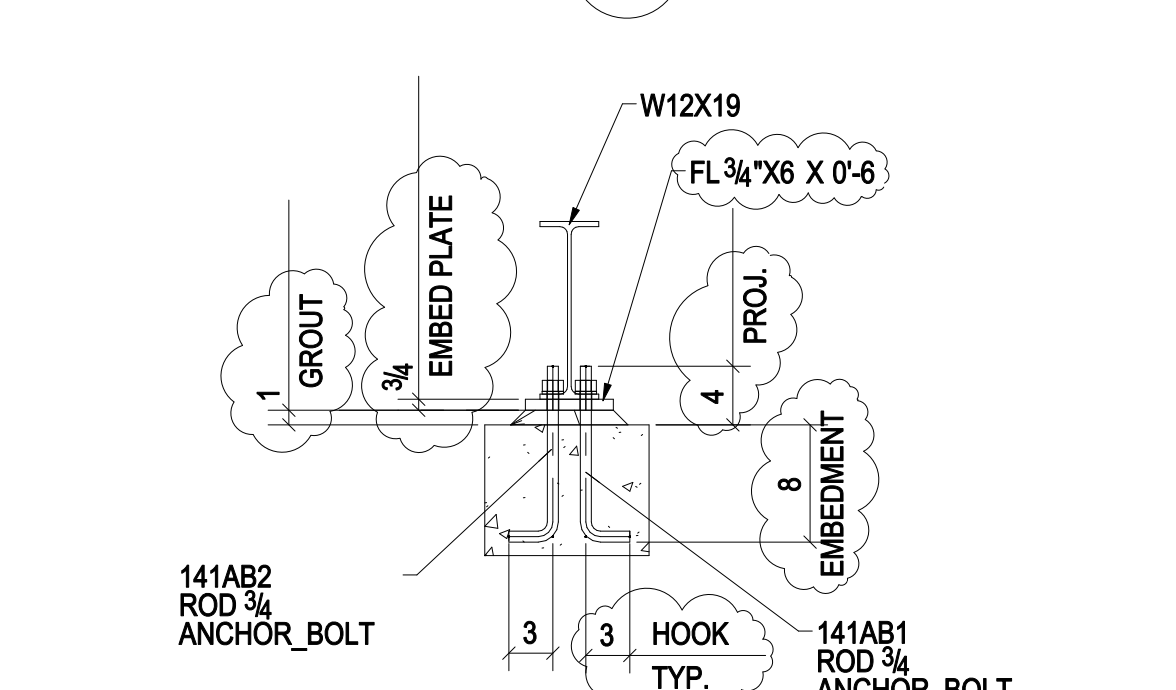 W12X19
FL 3/4"X6 X 0'-6
EMBED PLATE
3/4
GROUT
1
PROJ.
4
EMBEDMENT
8
141AB2
ROD 3/4
ANCHOR_BOLT
3
3 HOOK
TYP.
141AB1
ROD 3/4
ANCHOR_BOLT